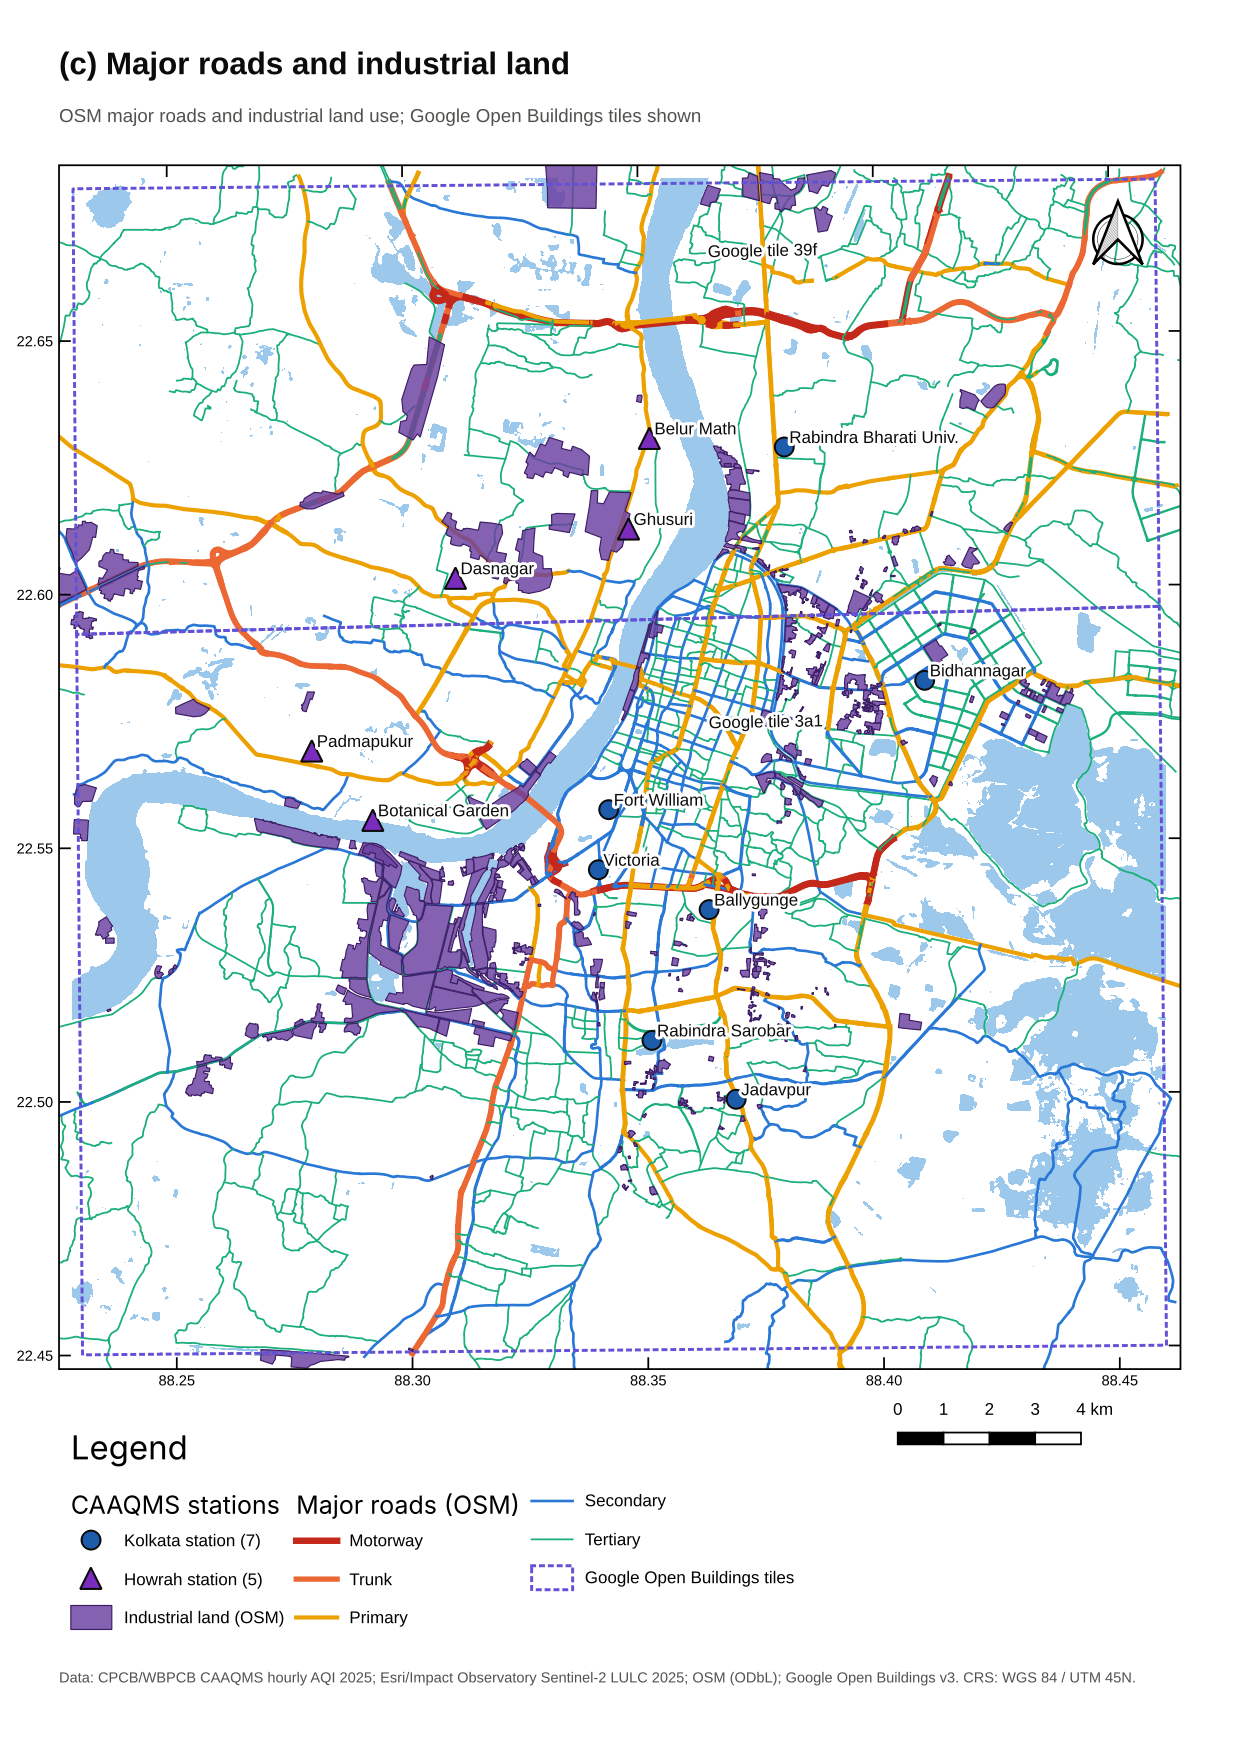 (c) Major roads and industrial land
OSM major roads and industrial land use; Google Open Buildings tiles shown
Google tile 39f
22.65
Belur Math
Rabindra Bharati Univ.
Ghusuri
Dasnagar
22.60
Bidhannagar
Google tile 3a1
Padmapukur
Fort William
Botanical Garden
22.55
Victoria
Ballygunge
Rabindra Sarobar
Jadavpur
22.50
22.45
88.25 88.30 88.35 88.40 88.45
0 1 2 3 4 km
Legend
CAAQMS stations
Kolkata station (7)
Howrah station (5)
Industrial land (OSM)
Major roads (OSM)
Motorway
Trunk
Primary
Secondary
Tertiary
Google Open Buildings tiles
Data: CPCB/WBPCB CAAQMS hourly AQI 2025; Esri/Impact Observatory Sentinel-2 LULC 2025; OSM (ODbL); Google Open Buildings v3. CRS: WGS 84 / UTM 45N.